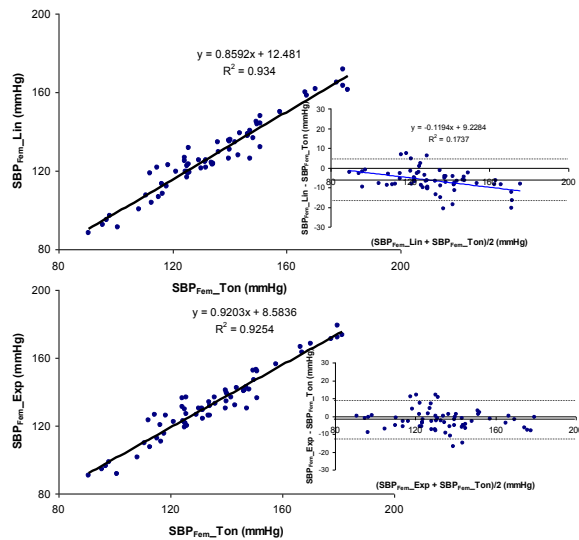 200
160
120
80
80
120
160
200
SBPFem_Lin (mmHg)
SBPFem_Ton (mmHg)
y = 0.8592x + 12.481
R2 = 0.934
30
20
10
0
-10
-20
-30
80
120
160
200
y = -0.1194x + 9.2284
R2 = 0.1737
SBPFem_Lin - SBPFem_Ton (mmHg)
(SBPFem_Lin + SBPFem_Ton)/2 (mmHg)
200
160
120
80
80
120
160
200
SBPFem_Exp (mmHg)
SBPFem_Ton (mmHg)
y = 0.9203x + 8.5836
R2 = 0.9254
30
20
10
0
-10
-20
-30
80
120
160
200
SBPFem_Exp - SBPFem_Ton (mmHg)
(SBPFem_Exp + SBPFem_Ton)/2 (mmHg)